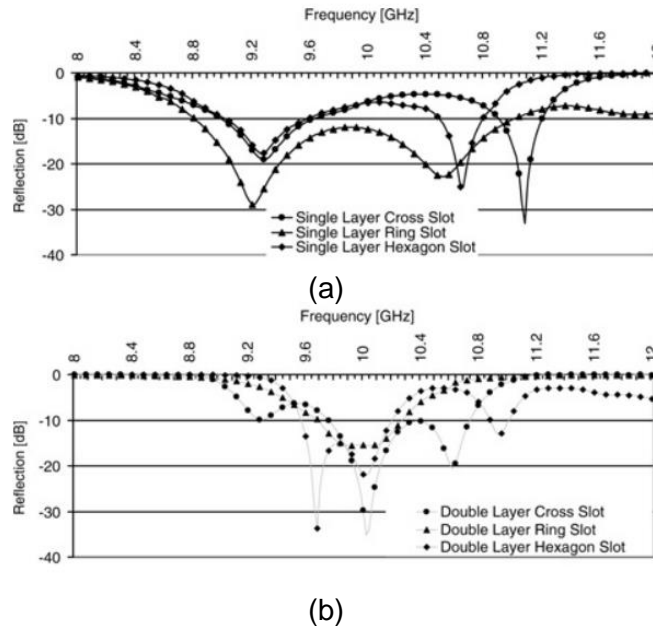 Frequency [GHz]
8 8.4 8.8 9.2 9.6 10 10.4 10.8 11.2 11.6 12
0
-10
-20
-30
-40
Reflection [dB]
Single Layer Cross Slot
Single Layer Ring Slot
Single Layer Hexagon Slot
(a)
Frequency [GHz]
8 8.4 8.8 9.2 9.6 10 10.4 10.8 11.2 11.6 12
0
-10
-20
-30
-40
Reflection [dB]
Double Layer Cross Slot
Double Layer Ring Slot
Double Layer Hexagon Slot
(b)